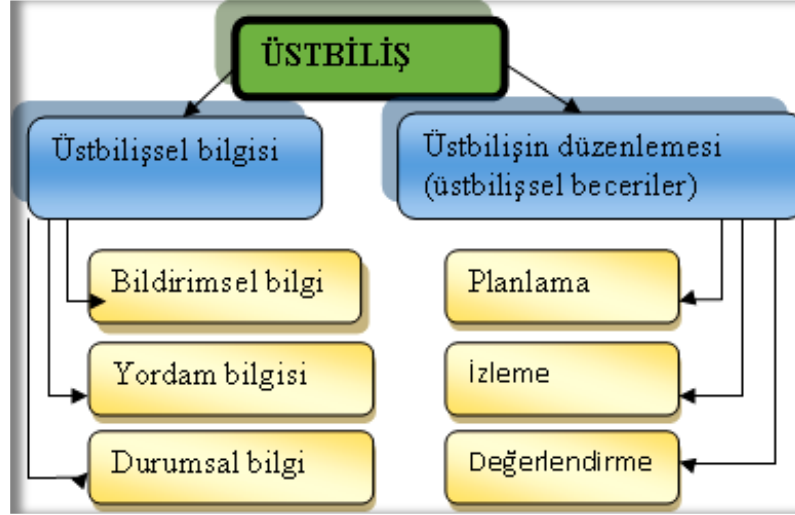 ÜSTBİLİŞ
Üstbilişsel bilgisi
Üstbilişin düzenlemesi
(üstbilişsel beceriler)
Bildirimsel bilgi
Planlama
Yordam bilgisi
İzleme
Durumsal bilgi
Değerlendirme